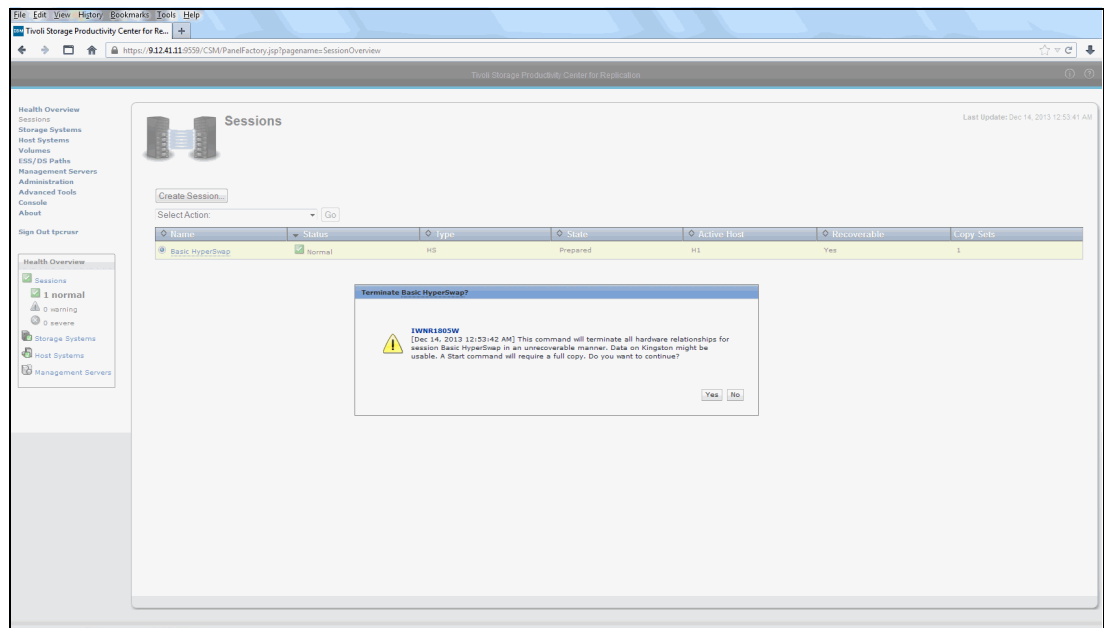 File Edit View History Bookmarks Tools Help
IBM Tivoli Storage Productivity Center for Re... +
https://9.12.41.11:9559/CSM/PanelFactory.jsp?pagename=SessionOverview
Tivoli Storage Productivity Center for Replication
Health Overview
Sessions
Storage Systems
Host Systems
Volumes
ESS/DS Paths
Management Servers
Administration
Advanced Tools
Console
About
Sign Out tpcrusr
Health Overview
Sessions
1 normal
0 warning
0 severe
Storage Systems
Host Systems
Management Servers
Sessions
Last Update: Dec 14, 2013 12:53:41 AM
Create Session...
Select Action: Go
Name Status Type State Active Host Recoverable Copy Sets
Basic HyperSwap Normal HS Prepared H1 Yes 1
Terminate Basic HyperSwap?
IWNR1805W
[Dec 14, 2013 12:53:42 AM] This command will terminate all hardware relationships for
session Basic HyperSwap in an unrecoverable manner. Data on Kingston might be
usable. A Start command will require a full copy. Do you want to continue?
Yes No